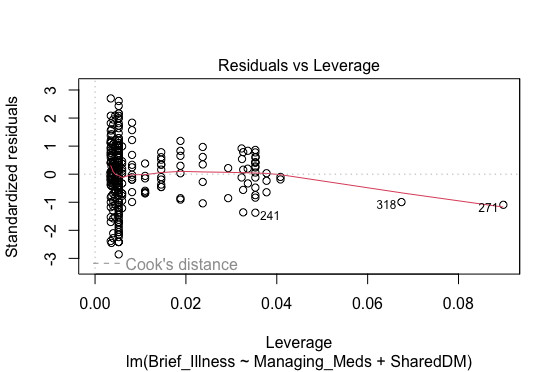 Residuals vs Leverage
Standardized residuals
3
2
1
0
-1
-2
-3
241
318
271
Cook's distance
0.00 0.02 0.04 0.06 0.08
Leverage
lm(Brief_Illness ~ Managing_Meds + SharedDM)